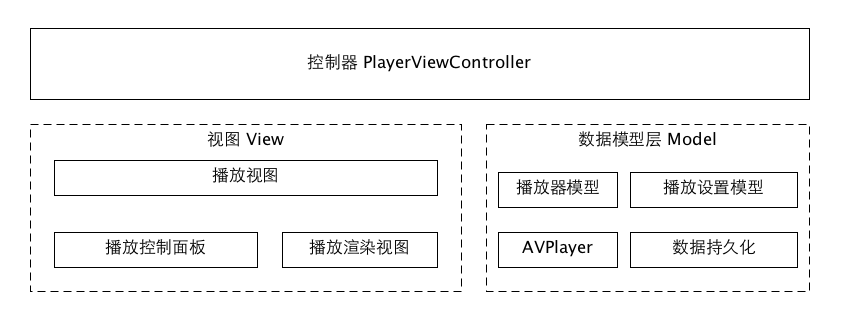 控制器 PlayerViewController
视图 View
播放视图
播放控制面板
播放渲染视图
数据模型层 Model
播放器模型
播放设置模型
AVPlayer
数据持久化